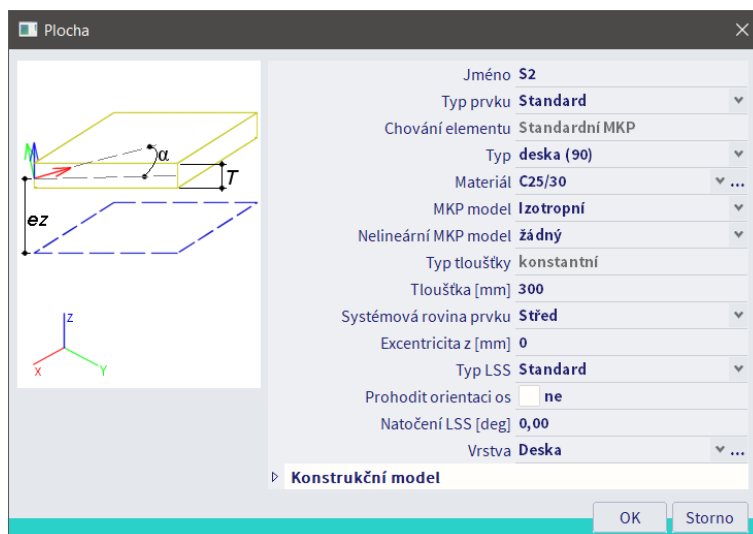 Plocha
α
T
ez
Z
X
Y
Jméno S2
Typ prvku Standard
Chování elementu Standardní MKP
Typ deska (90)
Materiál C25/30 ...
MKP model Izotropní
Nelineární MKP model žádný
Typ tloušťky konstantní
Tloušťka [mm] 300
Systémová rovina prvku Střed
Excentricita z [mm] 0
Typ LSS Standard
Prohodit orientaci os ne
Natočení LSS [deg] 0,00
Vrstva Deska ...
Konstrukční model
OK Storno